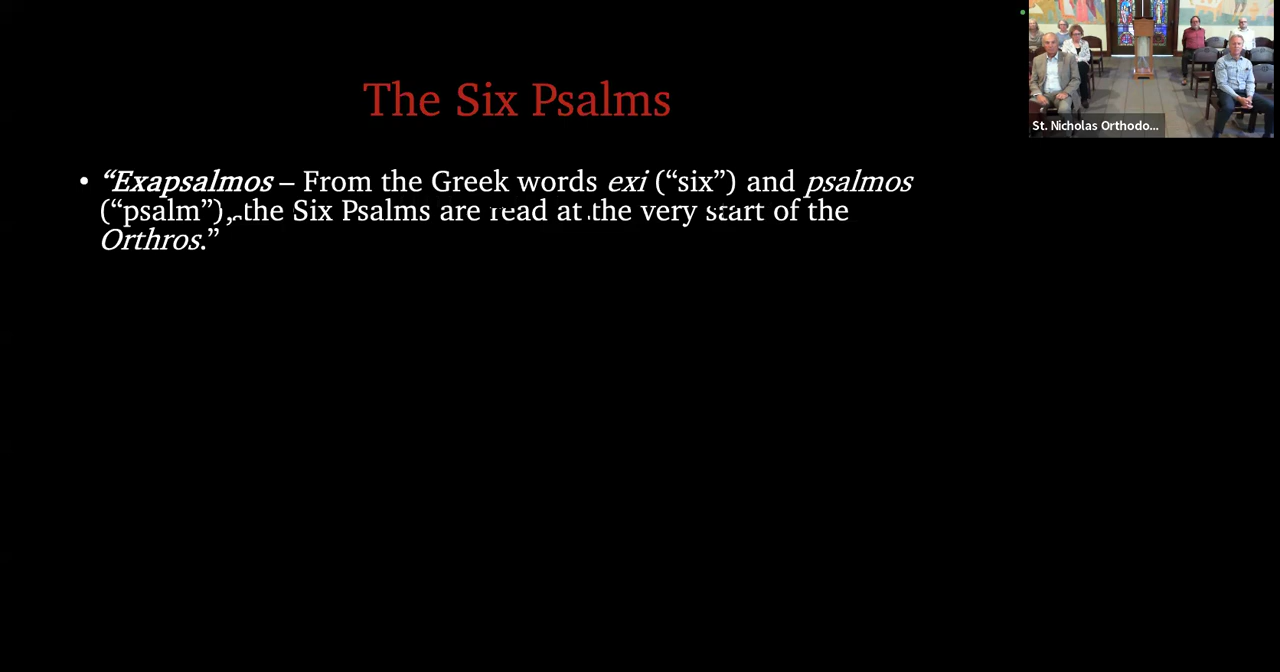 The Six Psalms
• “Exapsalmos – From the Greek words exi (“six”) and psalmos
(“psalm”), the Six Psalms are read at the very start of the
Orthros.”
St. Nicholas Orthodo...